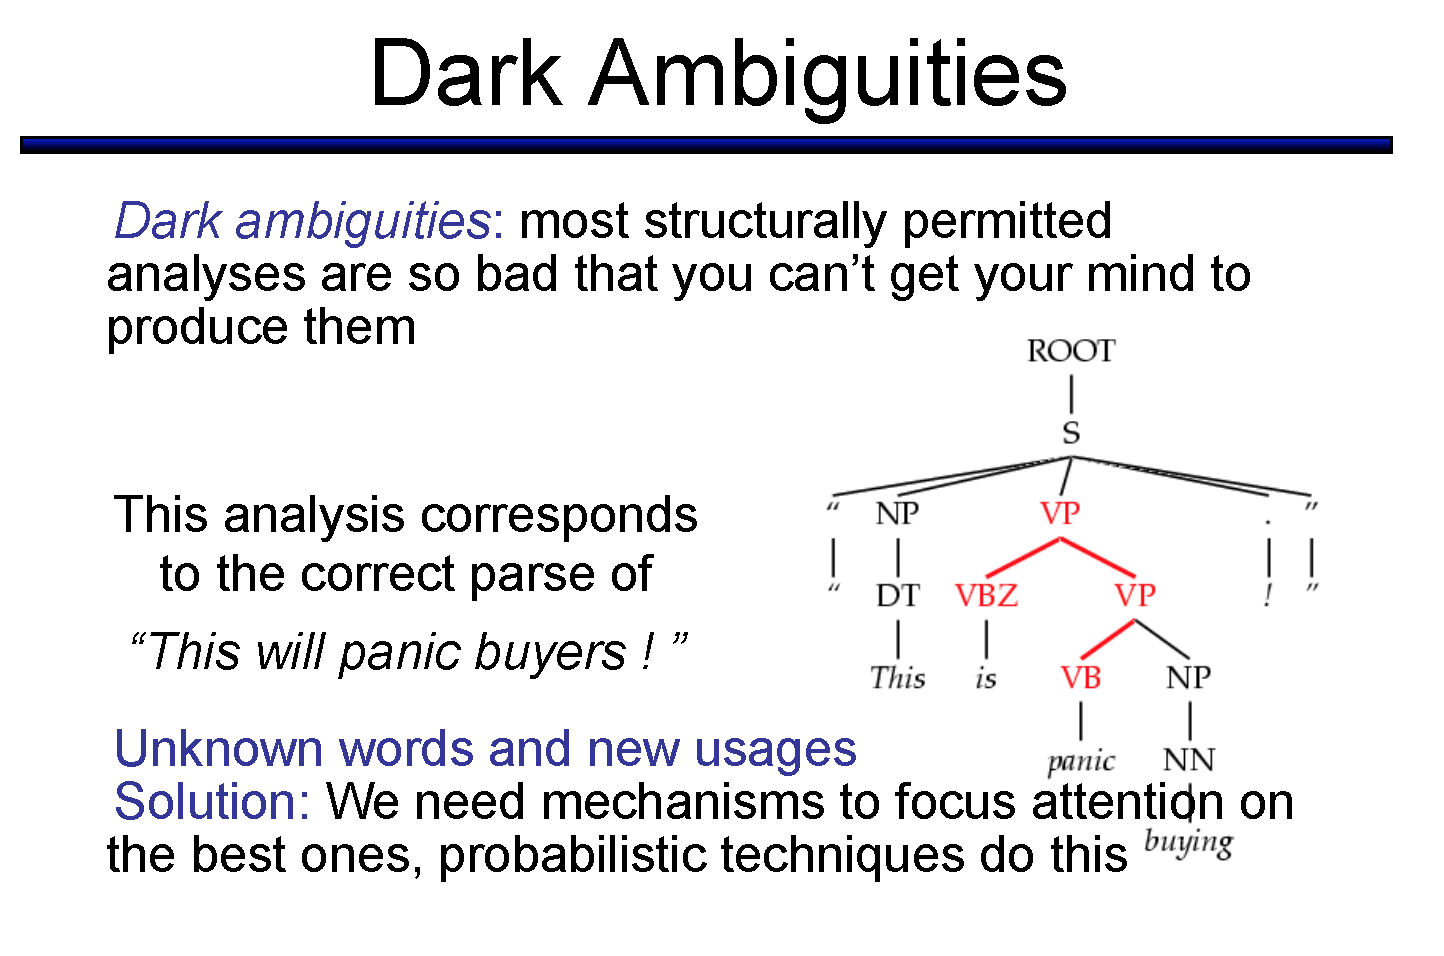 Dark Ambiguities
Dark ambiguities: most structurally permitted
analyses are so bad that you can’t get your mind to
produce them
ROOT
S
“ NP VP . ”
“ DT VBZ VP ! ”
This is VB NP
panic NN
buying
This analysis corresponds
to the correct parse of
“This will panic buyers ! ”
Unknown words and new usages
Solution: We need mechanisms to focus attention on
the best ones, probabilistic techniques do this